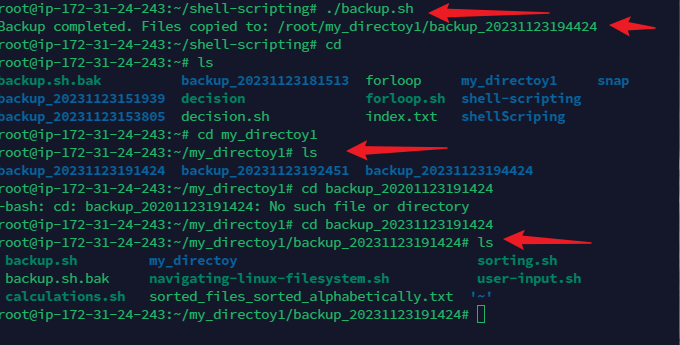 root@ip-172-31-24-243:~/shell-scripting# ./backup.sh
Backup completed. Files copied to: /root/my_directoy1/backup_20231123194424
root@ip-172-31-24-243:~/shell-scripting# cd
root@ip-172-31-24-243:~# ls
backup.sh.bak backup_20231123181513 forloop my_directoy1 snap
backup_20231123151939 decision forloop.sh shell-scripting
backup_20231123153805 decision.sh index.txt shellScriping
root@ip-172-31-24-243:~# cd my_directoy1
root@ip-172-31-24-243:~/my_directoy1# ls
backup_20231123191424 backup_20231123192451 backup_20231123194424
root@ip-172-31-24-243:~/my_directoy1# cd backup_20201123191424
-bash: cd: backup_20201123191424: No such file or directory
root@ip-172-31-24-243:~/my_directoy1# cd backup_20231123191424
root@ip-172-31-24-243:~/my_directoy1/backup_20231123191424# ls
backup.sh my_directoy sorting.sh
backup.sh.bak navigating-linux-filesystem.sh user-input.sh
calculations.sh sorted_files_sorted_alphabetically.txt '~'
root@ip-172-31-24-243:~/my_directoy1/backup_20231123191424#